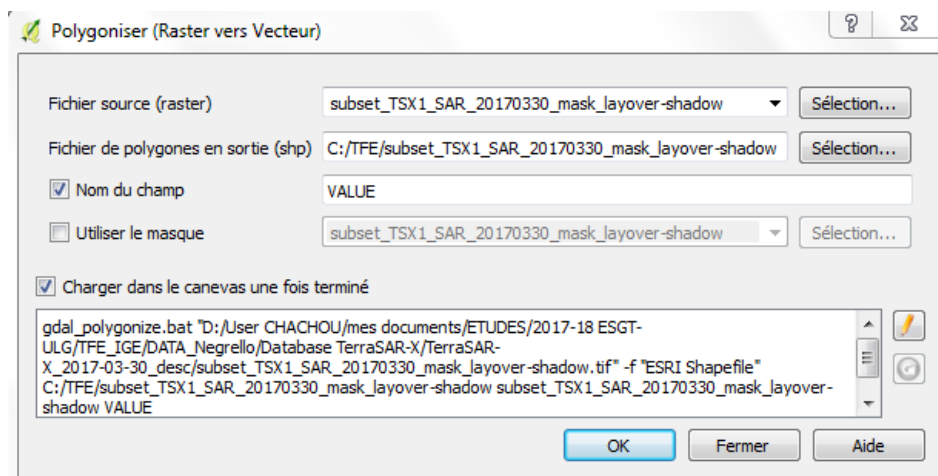 Polygoniser (Raster vers Vecteur)
Fichier source (raster) subset_TSX1_SAR_20170330_mask_layover-shadow Sélection...
Fichier de polygones en sortie (shp) C:/TFE/subset_TSX1_SAR_20170330_mask_layover-shadow Sélection...
Nom du champ VALUE
Utiliser le masque subset_TSX1_SAR_20170330_mask_layover-shadow Sélection...
Charger dans le canevas une fois terminé
gdal_polygonize.bat "D:/User CHACHOU/mes documents/ETUDES/2017-18 ESGT-
ULG/TFE_IGE/DATA_Negrello/Database TerraSAR-X/TerraSAR-
X_2017-03-30_desc/subset_TSX1_SAR_20170330_mask_layover-shadow.tif" -f "ESRI Shapefile"
C:/TFE/subset_TSX1_SAR_20170330_mask_layover-shadow subset_TSX1_SAR_20170330_mask_layover-
shadow VALUE
OK Fermer Aide